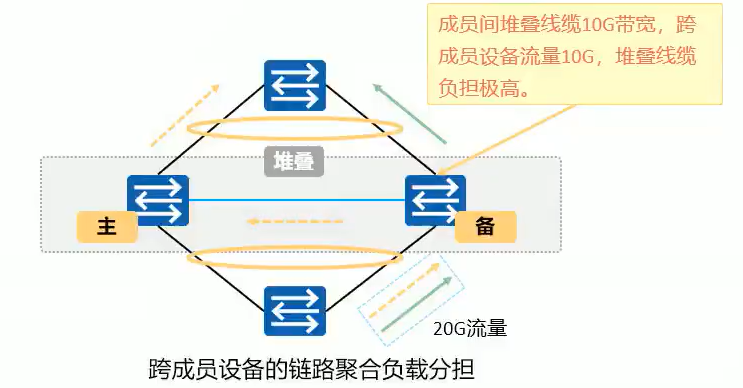 成员间堆叠线缆10G带宽，跨
成员设备流量10G，堆叠线缆
负担极高。
堆叠
主
备
20G流量
跨成员设备的链路聚合负载分担